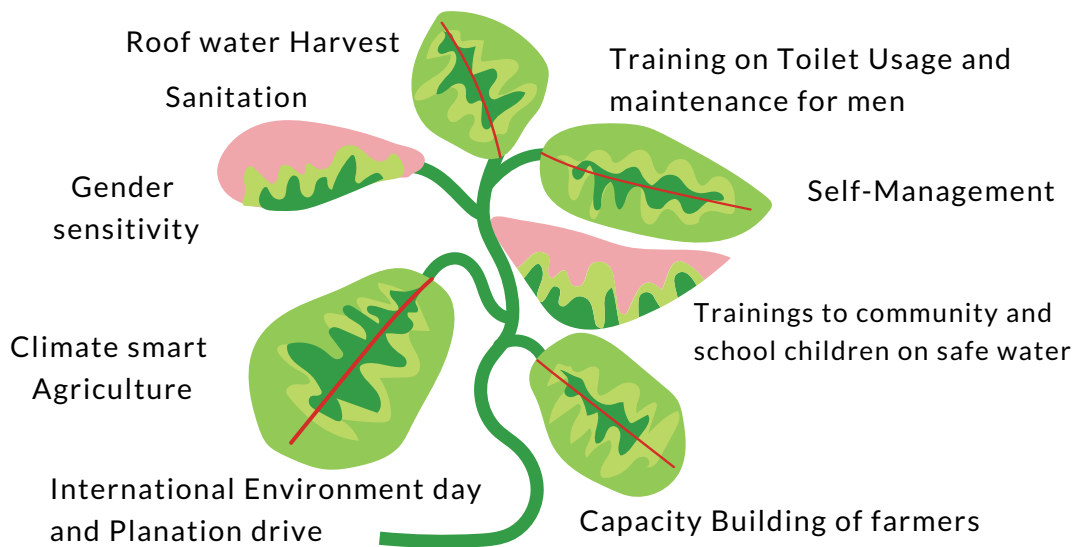 Roof water Harvest
Sanitation
Gender
sensitivity
Climate smart
Agriculture
International Environment day
and Planation drive
Training on Toilet Usage and
maintenance for men
Self-Management
Trainings to community and
school children on safe water
Capacity Building of farmers